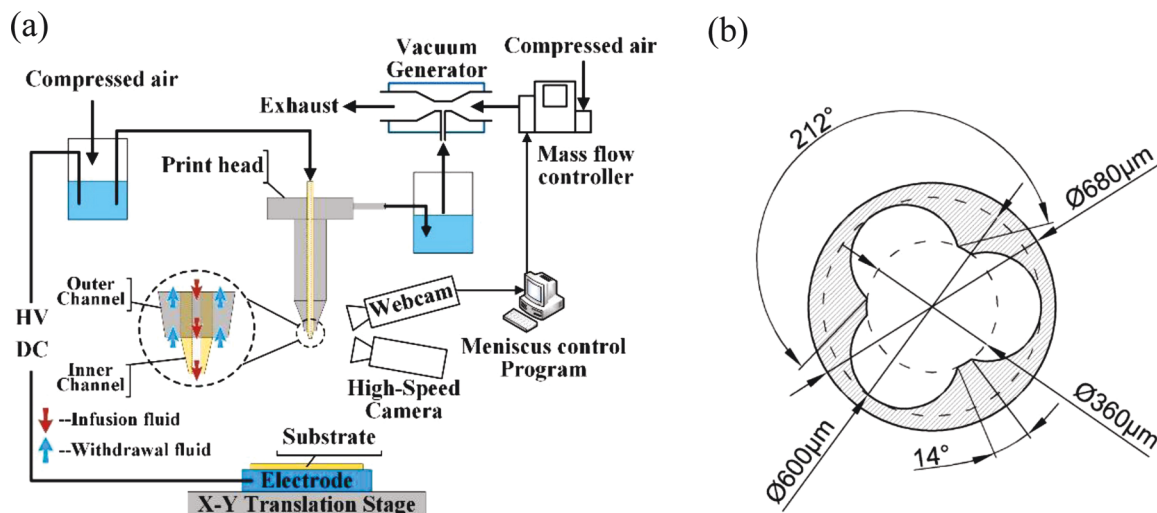 (a)
Compressed air
Vacuum
Generator
Compressed air
Exhaust
Mass flow
controller
Print head
Outer
Channel
HV
DC
Inner
Channel
Webcam
High-Speed
Camera
Meniscus control
Program
--Infusion fluid
--Withdrawal fluid
Substrate
Electrode
X-Y Translation Stage
(b)
212°
Ø680µm
Ø600µm
14°
Ø360µm